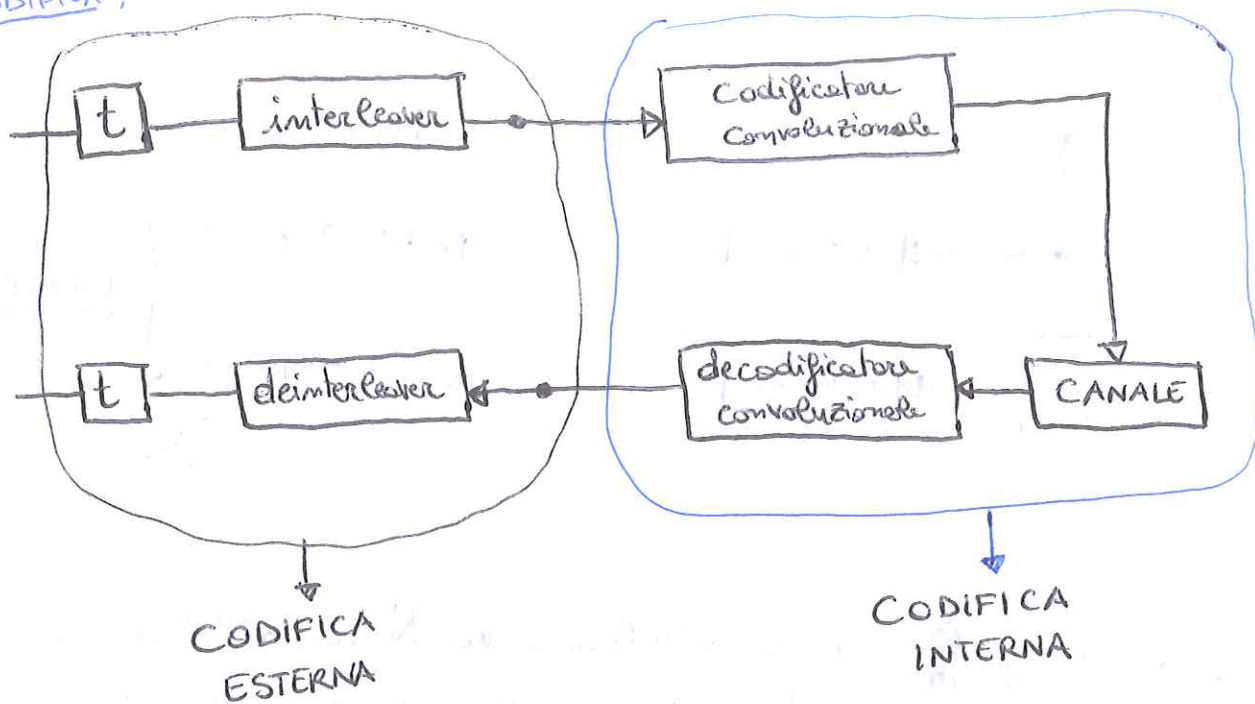 t
interleaver
codificatore
convoluzionale
t
deinterleaver
decodificatore
convoluzionale
CANALE
CODIFICA
ESTERNA
CODIFICA
INTERNA